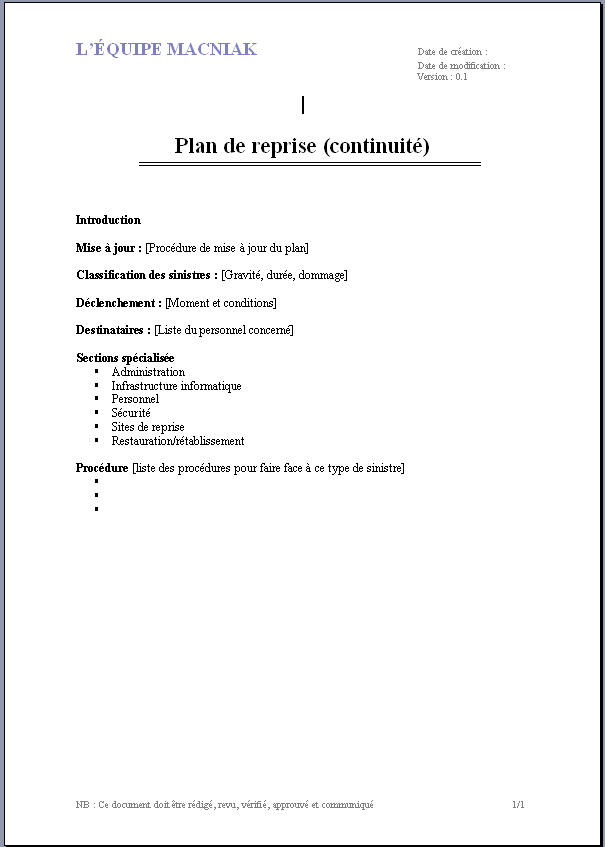 L'ÉQUIPE MACNIAK
Date de création :
Date de modification :
Version : 0.1
Plan de reprise (continuité)
Introduction
Mise à jour : [Procédure de mise à jour du plan]
Classification des sinistres : [Gravité, durée, dommage]
Déclenchement : [Moment et conditions]
Destinataires : [Liste du personnel concerné]
Sections spécialisée
▪ Administration
▪ Infrastructure informatique
▪ Personnel
▪ Sécurité
▪ Sites de reprise
▪ Restauration/rétablissement
Procédure [liste des procédures pour faire face à ce type de sinistre]
▪
▪
▪
NB : Ce document doit être rédigé, revu, vérifié, approuvé et communiqué 1/1